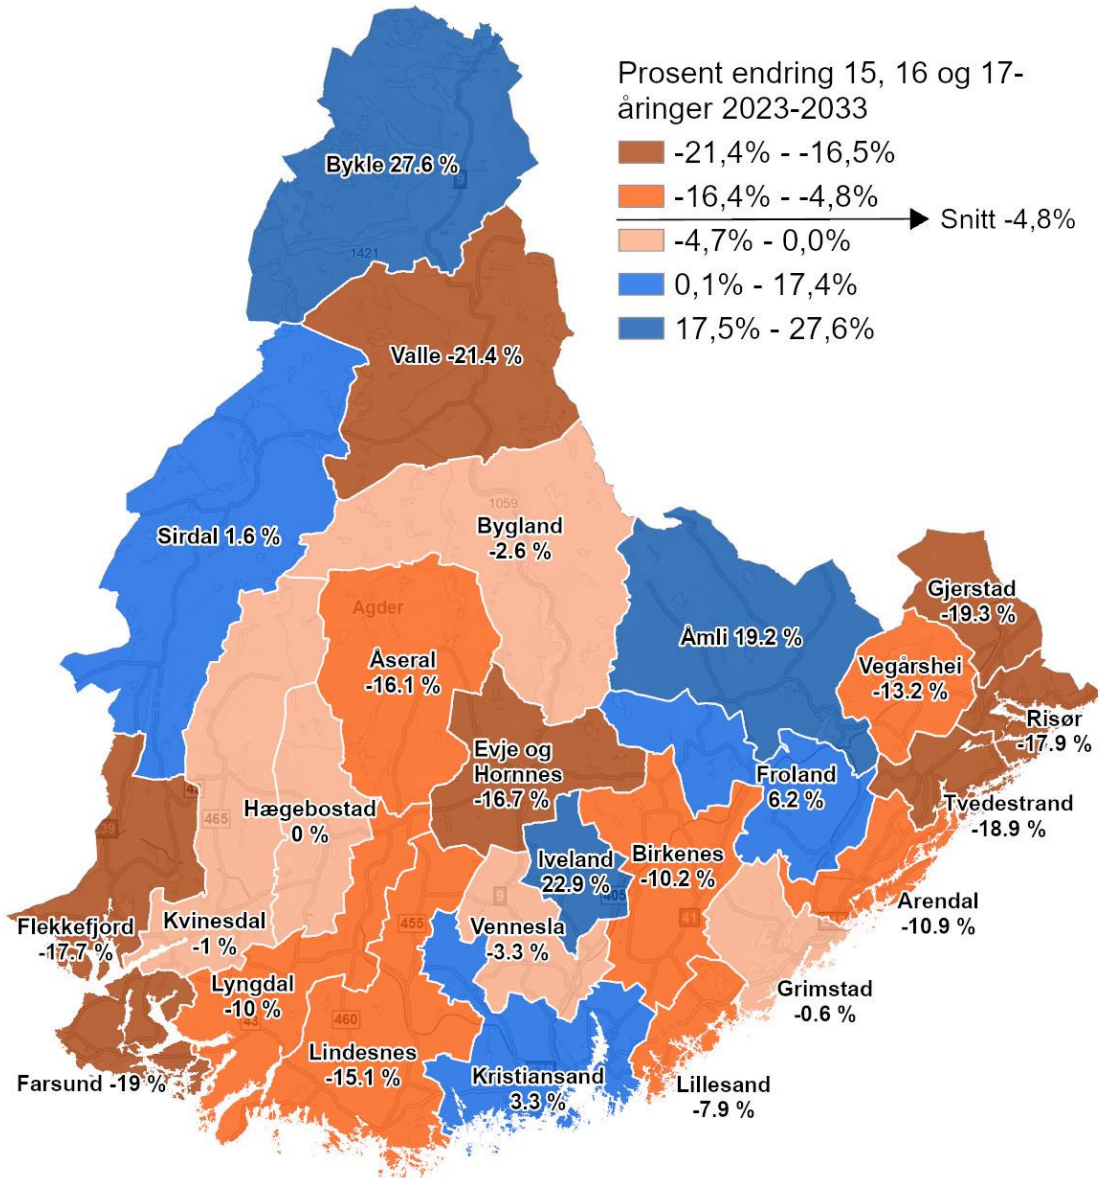 Prosent endring 15, 16 og 17-
åringer 2023-2033
-21,4% - -16,5%
-16,4% - -4,8%
Snitt -4,8%
-4,7% - 0,0%
0,1% - 17,4%
17,5% - 27,6%
Bykle 27.6 %
9
1421
Valle -21.4 %
1059
Sirdal 1.6 %
Bygland
-2.6 %
Agder
Åseral
-16.1 %
Åmli 19.2 %
Gjerstad
-19.3 %
Vegårshei
-13.2 %
Risør
-17.9 %
Evje og
Hornnes
-16.7 %
Froland
6.2 %
Tvedestrand
-18.9 %
465
Hægebostad
0 %
Iveland
22.9 %
Birkenes
-10.2 %
9
405
41
455
Arendal
-10.9 %
Flekkefjord
-17.7 %
Kvinesdal
-1 %
Vennesla
-3.3 %
Grimstad
-0.6 %
Lyngdal
-10 %
43
460
Lindesnes
-15.1 %
Farsund -19 %
Kristiansand
3.3 %
Lillesand
-7.9 %